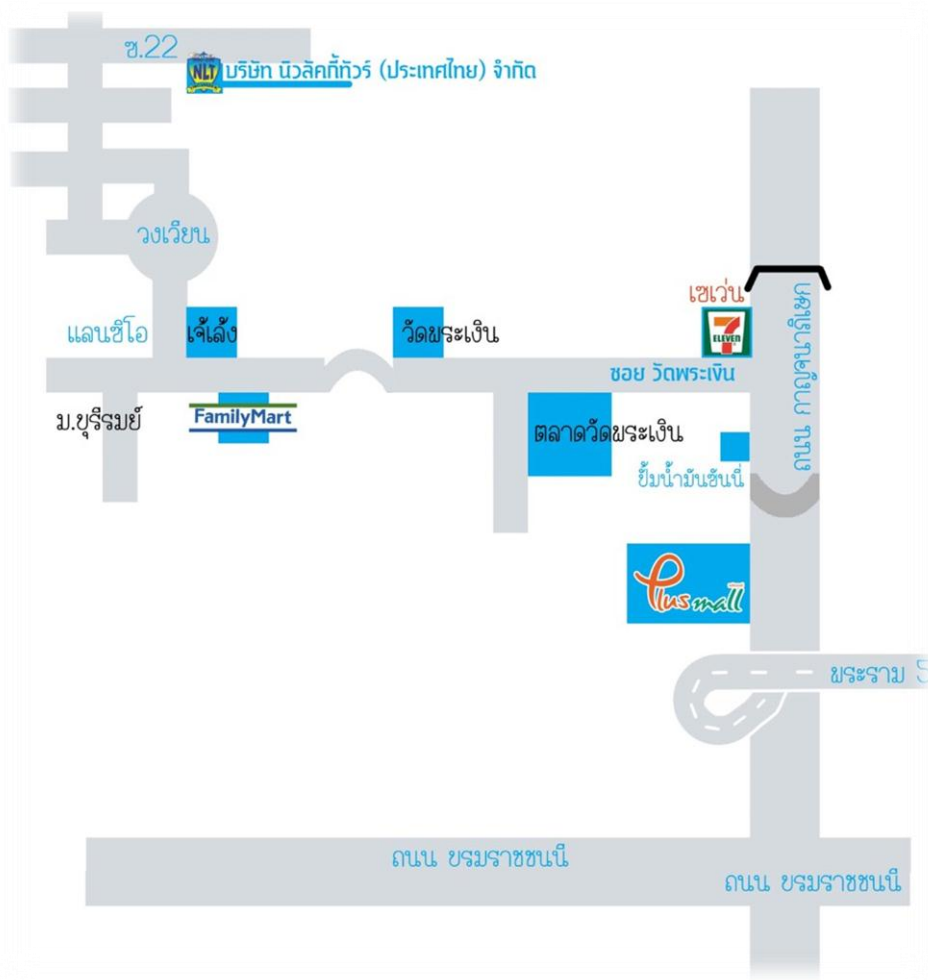 ซ.22
NLT
บริษัท นิวลัคกี้ทัวร์ (ประเทศไทย) จำกัด
วงเวียน
เซเว่น
7
ELEVEN
แลนซิโอ
เจ้เล้ง
วัดพระเงิน
ถนน กาญจนาภิเษก
ซอย วัดพระเงิน
ม.บุรีรมย์
FamilyMart
ตลาดวัดพระเงิน
ปั้มน้ำมันซันนี่
Plus mall
พระราม 5
ถนน บรมราชชนนี
ถนน บรมราชชนนี